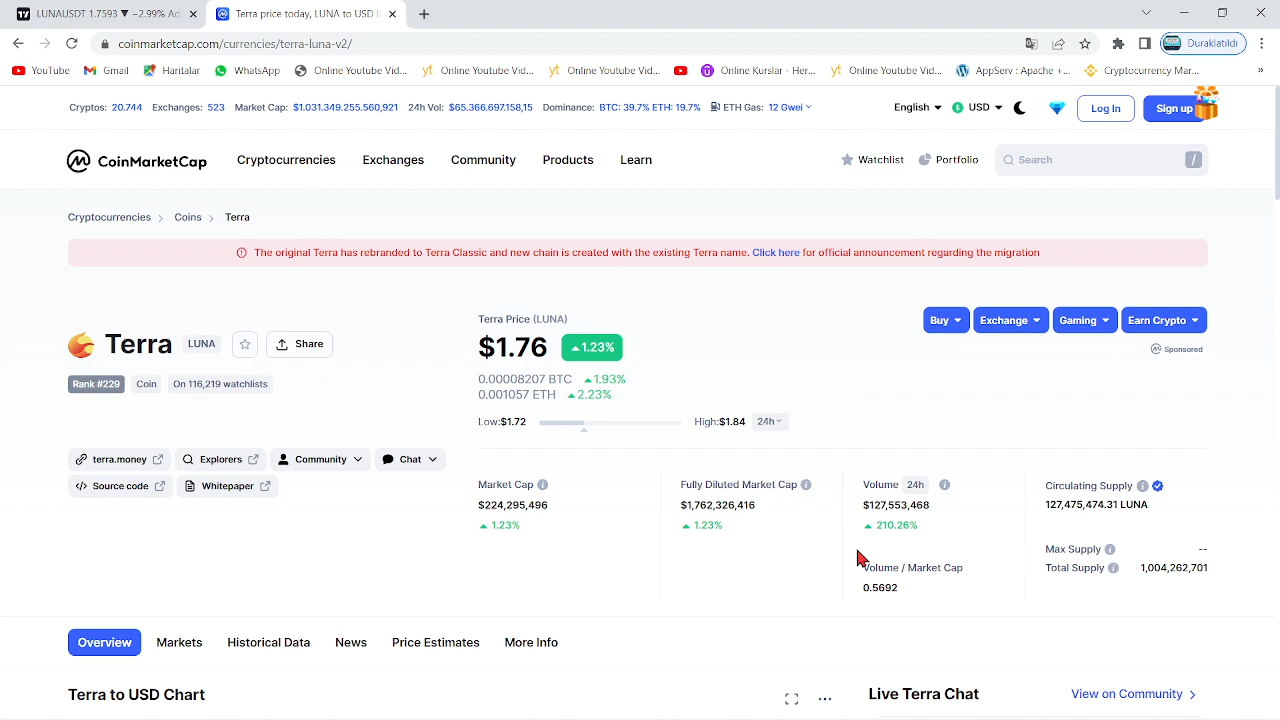 LUNAUSDT 1.7593 ▼ −2.99% Ad
Terra price today, LUNA to USD l
coinmarketcap.com/currencies/terra-luna-v2/
Duraklatıldı
YouTube
Gmail
Haritalar
WhatsApp
Online Youtube Vid...
Online Youtube Vid...
Online Youtube Vid...
Online Kurslar - Her...
Online Youtube Vid...
AppServ : Apache +...
Cryptocurrency Mar...
»
Cryptos: 20.744 Exchanges: 523 Market Cap: $1.031.349.255.560,921 24h Vol: $65.366.697.158,15 Dominance: BTC: 39.7% ETH: 19.7% ETH Gas: 12 Gwei
English
USD
Log In
Sign up
CoinMarketCap
Cryptocurrencies
Exchanges
Community
Products
Learn
Watchlist
Portfolio
Search
/
Cryptocurrencies > Coins > Terra
The original Terra has rebranded to Terra Classic and new chain is created with the existing Terra name. Click here for official announcement regarding the migration
Terra LUNA
Share
Rank #229
Coin
On 116,219 watchlists
terra.money
Explorers
Community
Chat
Source code
Whitepaper
Terra Price (LUNA)
$1.76 1.23%
0.00008207 BTC 1.93%
0.001057 ETH 2.23%
Low:$1.72
High:$1.84
24h
Buy
Exchange
Gaming
Earn Crypto
Sponsored
Market Cap
$224,295,496
1.23%
Fully Diluted Market Cap
$1,762,326,416
1.23%
Volume 24h
$127,553,468
210.26%
Volume / Market Cap
0.5692
Circulating Supply
127,475,474.31 LUNA
Max Supply --
Total Supply 1,004,262,701
Overview
Markets
Historical Data
News
Price Estimates
More Info
Terra to USD Chart
Live Terra Chat
View on Community >